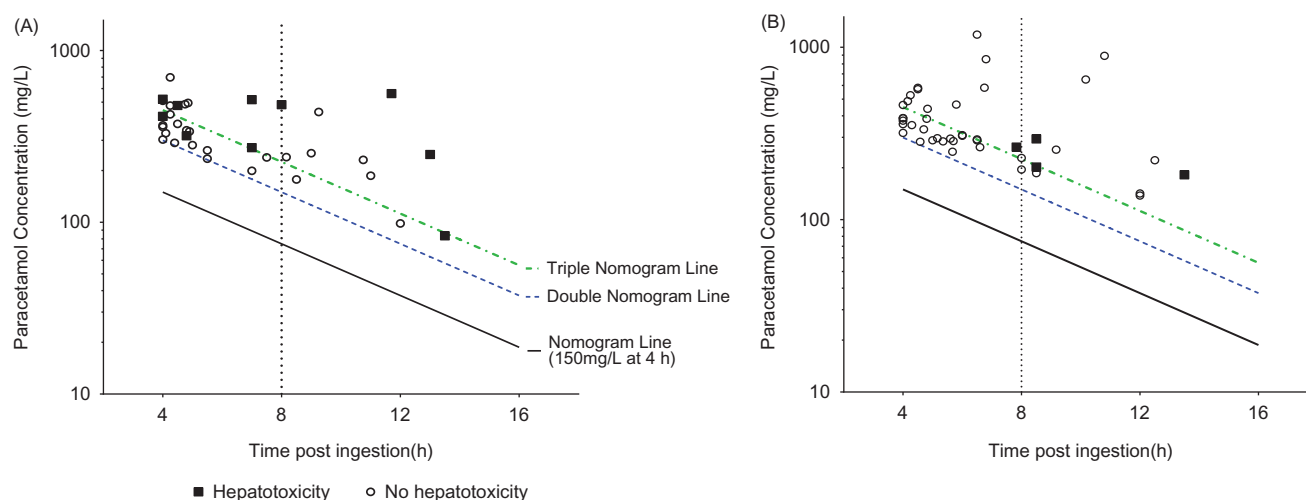 (A)
Paracetamol Concentration (mg/L)
1000
100
10
4 8 12 16
Time post ingestion(h)
Triple Nomogram Line
Double Nomogram Line
Nomogram Line
(150mg/L at 4 h)
Hepatotoxicity No hepatotoxicity
(B)
Paracetamol Concentration (mg/L)
1000
100
10
4 8 12 16
Time post ingestion(h)